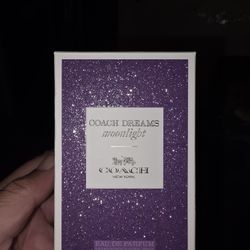 COACH DREAMS
moonlight
COACH
NEW YORK
EAU DE PARFUM